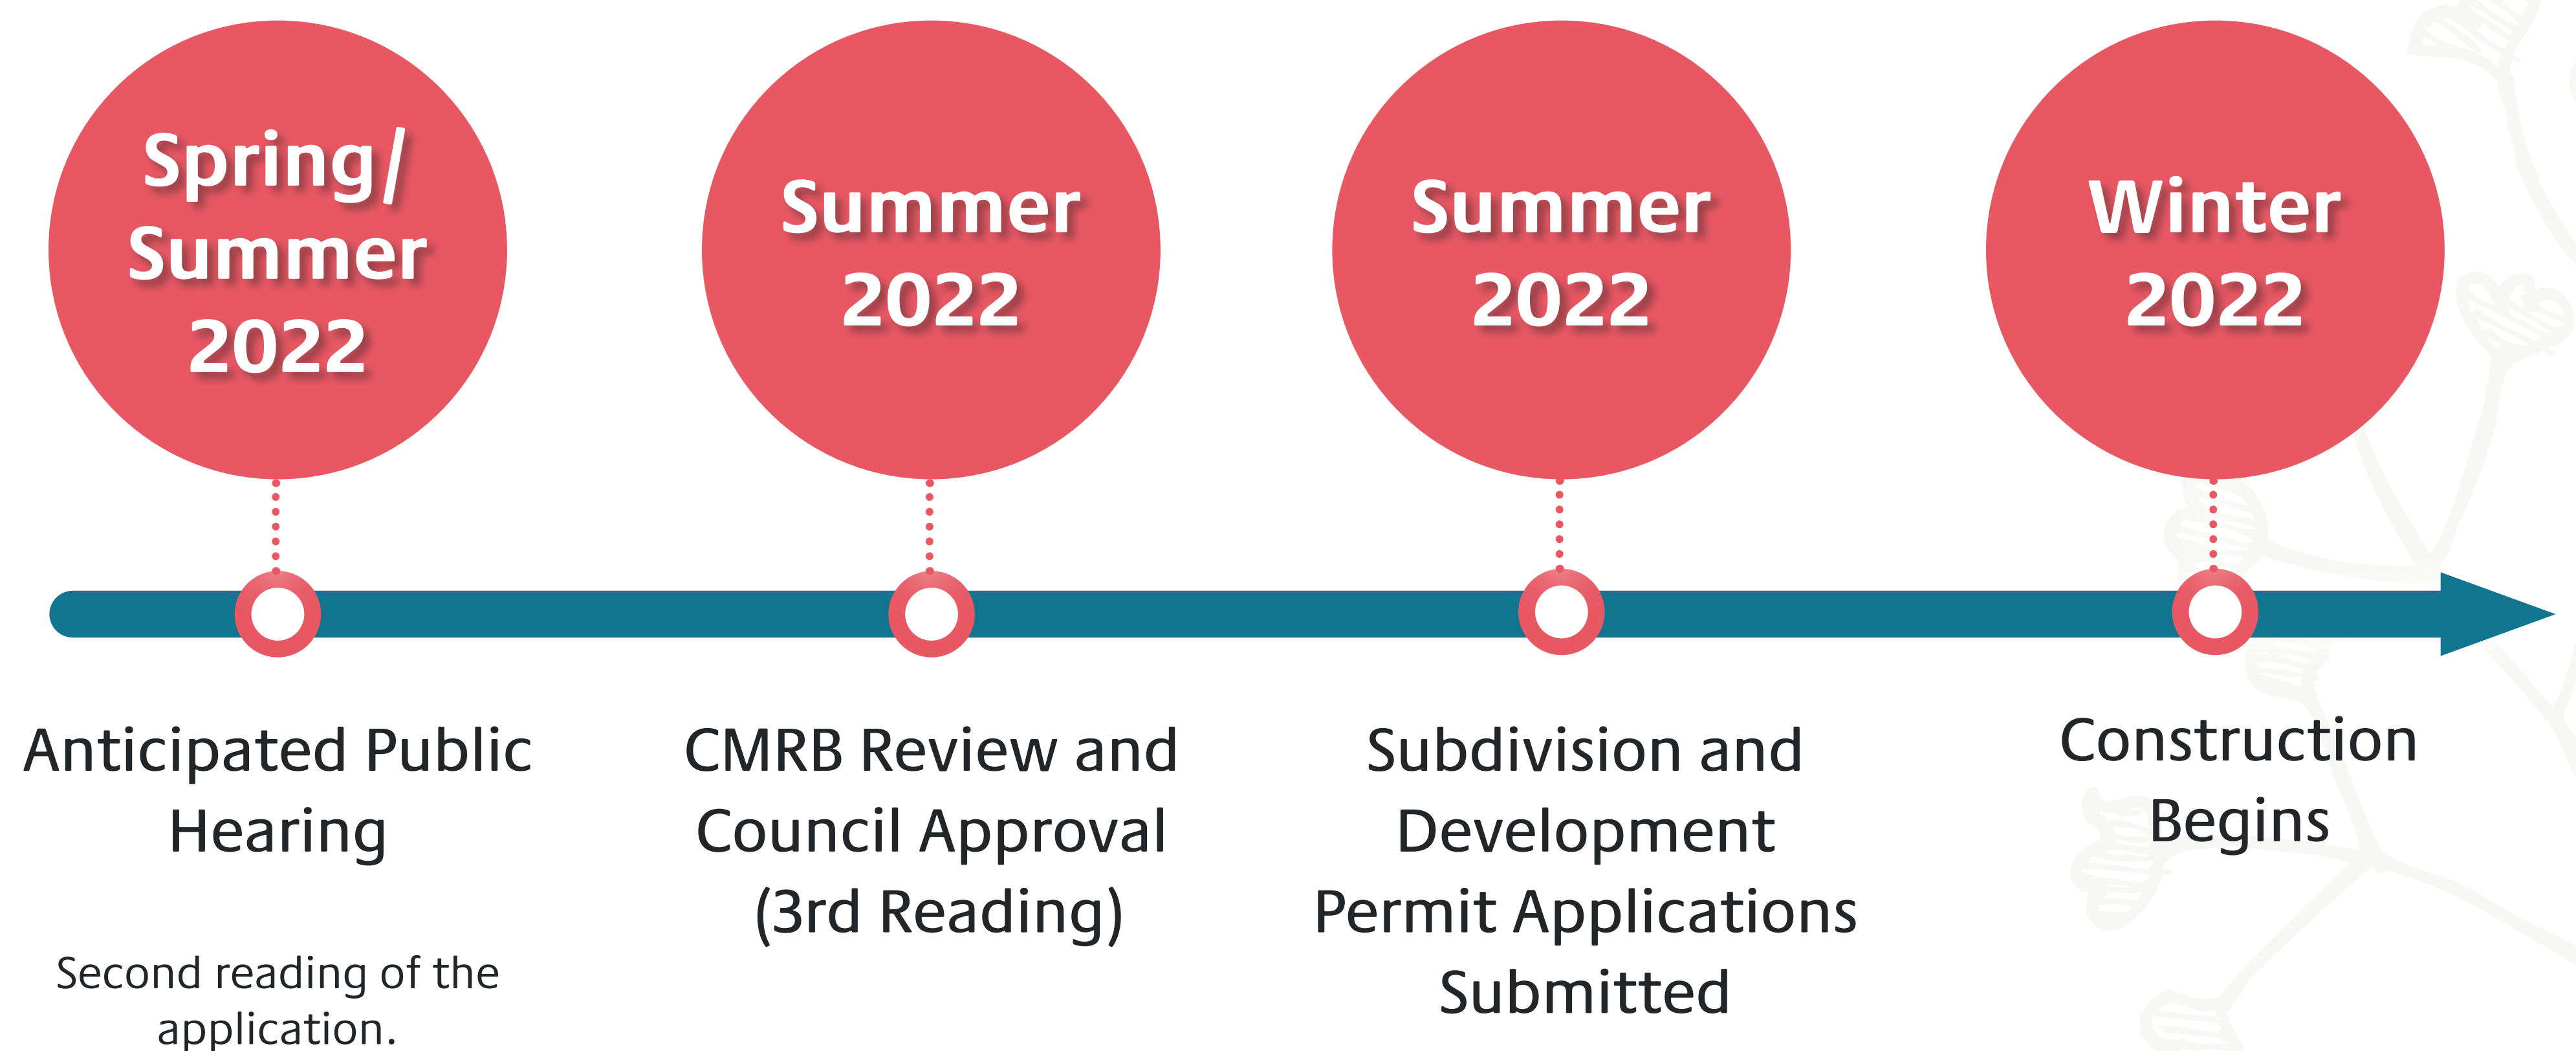 Spring/
Summer
2022
Summer
2022
Summer
2022
Winter
2022
Anticipated Public
Hearing
Second reading of the
application.
CMRB Review and
Council Approval
(3rd Reading)
Subdivision and
Development
Permit Applications
Submitted
Construction
Begins